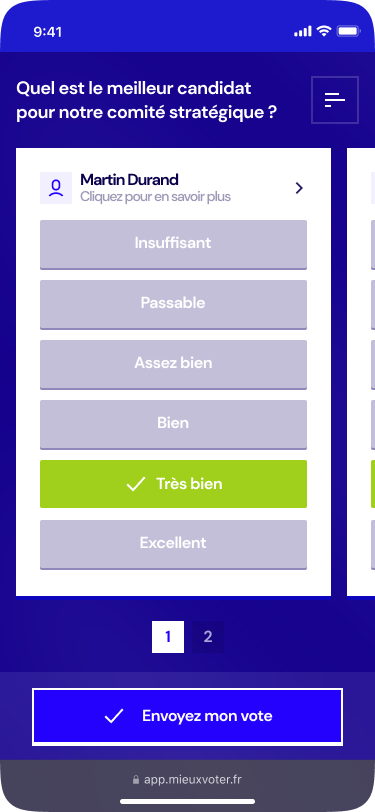 9:41
Quel est le meilleur candidat
pour notre comité stratégique ?
Martin Durand
Cliquez pour en savoir plus
Insuffisant
Passable
Assez bien
Bien
Très bien
Excellent
1 2
Envoyez mon vote
app.mieuxvoter.fr